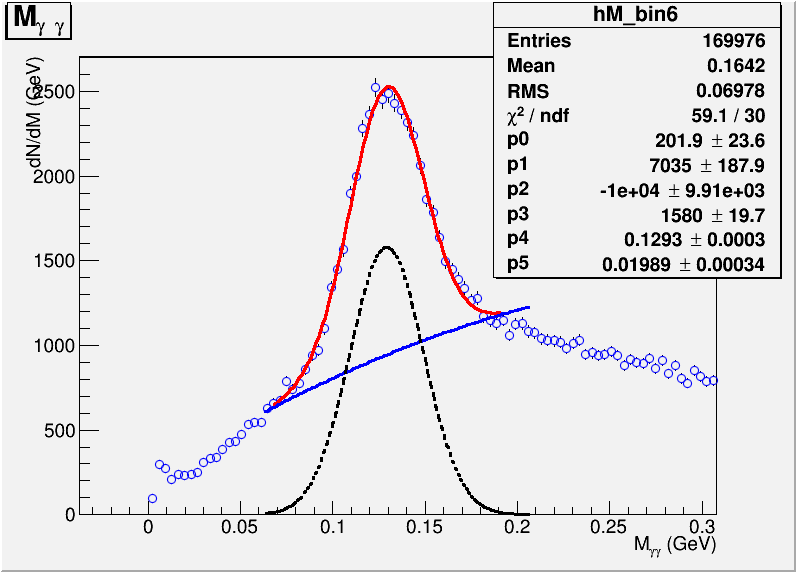 M_γ γ
hM_bin6
Entries 169976
Mean 0.1642
RMS 0.06978
χ² / ndf 59.1 / 30
p0 201.9 ± 23.6
p1 7035 ± 187.9
p2 -1e+04 ± 9.91e+03
p3 1580 ± 19.7
p4 0.1293 ± 0.0003
p5 0.01989 ± 0.00034
dN/dM (GeV)
2500
2000
1500
1000
500
0
0 0.05 0.1 0.15 0.2 0.25 0.3
M_γγ (GeV)